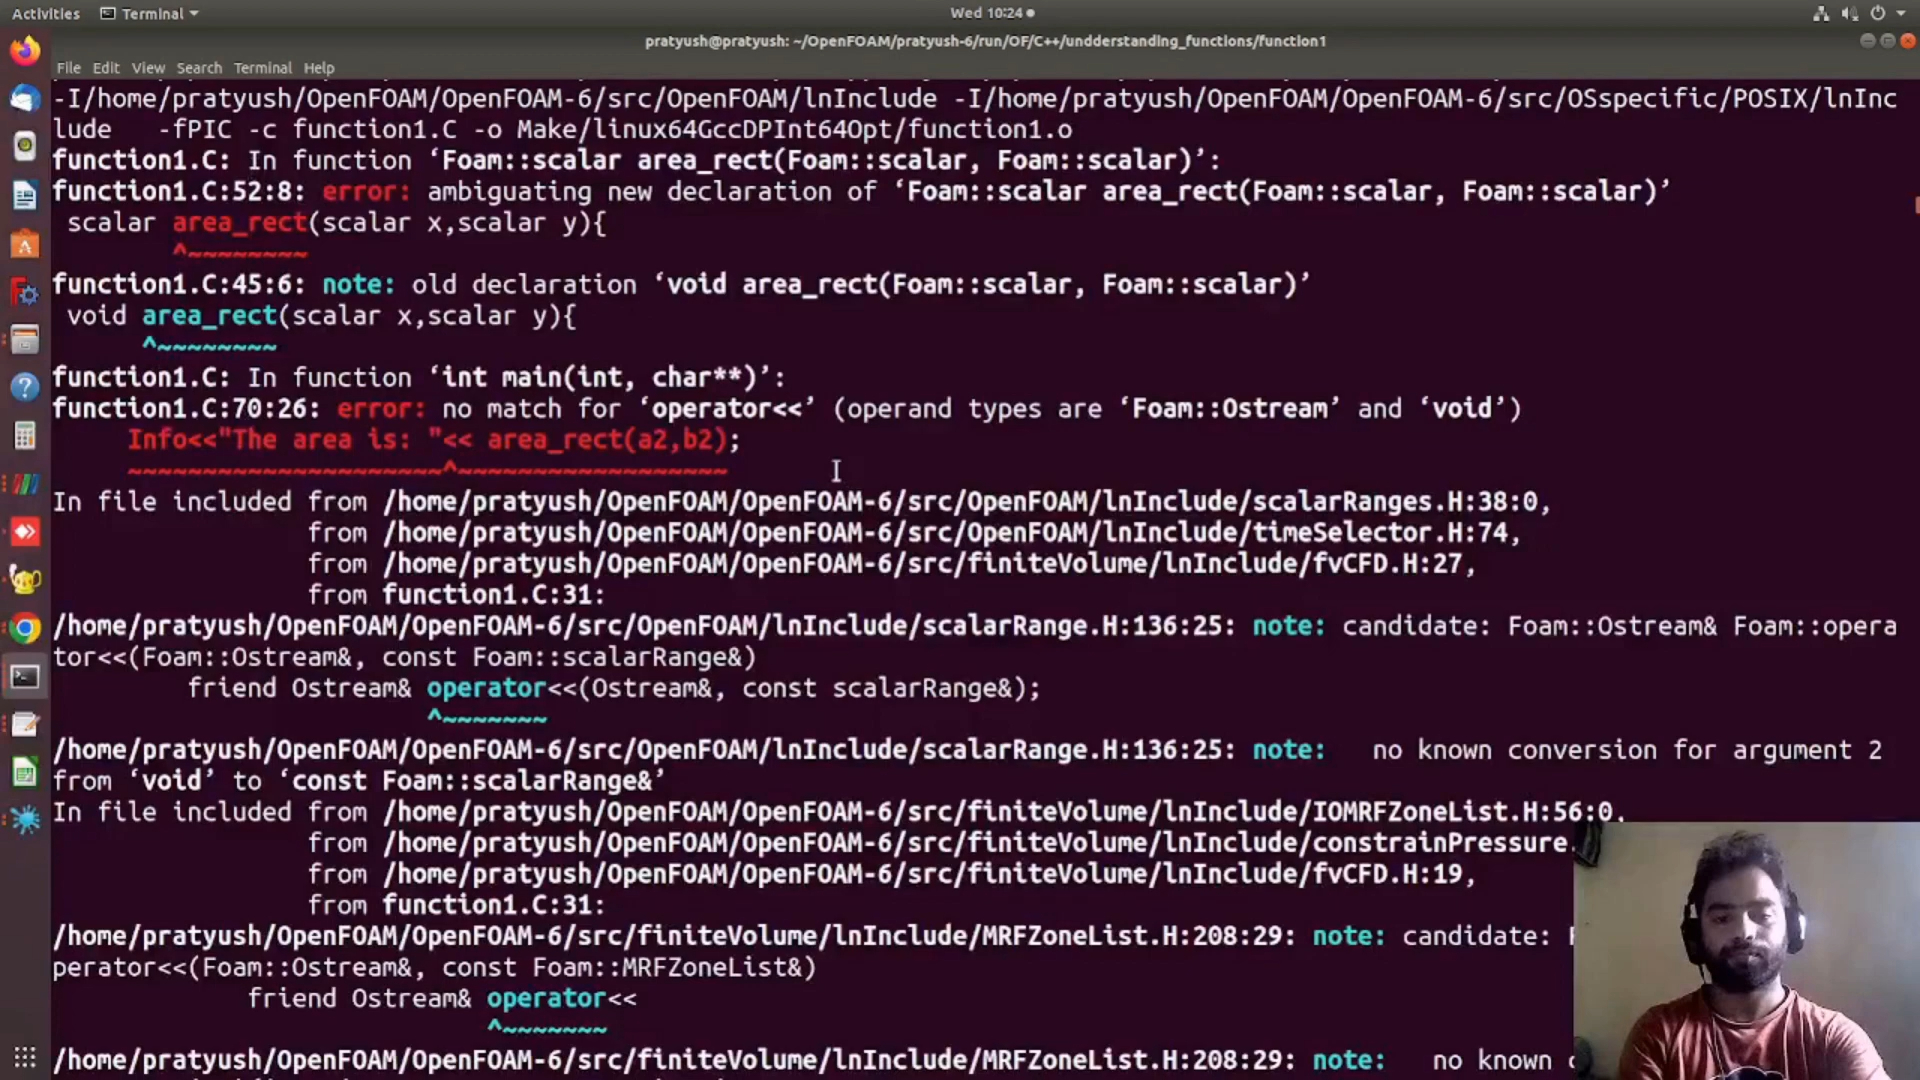 Activities Terminal Wed 10:24
pratyush@pratyush: ~/OpenFOAM/pratyush-6/run/OF/C++/undderstanding_functions/function1
File Edit View Search Terminal Help
-I/home/pratyush/OpenFOAM/OpenFOAM-6/src/OpenFOAM/lnInclude -I/home/pratyush/OpenFOAM/OpenFOAM-6/src/OSspecific/POSIX/lnInc
lude -fPIC -c function1.C -o Make/linux64GccDPInt64Opt/function1.o
function1.C: In function ‘Foam::scalar area_rect(Foam::scalar, Foam::scalar)’:
function1.C:52:8: error: ambiguating new declaration of ‘Foam::scalar area_rect(Foam::scalar, Foam::scalar)’
scalar area_rect(scalar x,scalar y){
^~~~~~~~~
function1.C:45:6: note: old declaration ‘void area_rect(Foam::scalar, Foam::scalar)’
void area_rect(scalar x,scalar y){
^~~~~~~~~
function1.C: In function ‘int main(int, char**)’:
function1.C:70:26: error: no match for ‘operator<<’ (operand types are ‘Foam::Ostream’ and ‘void’)
Info<<"The area is: "<< area_rect(a2,b2);
~~~~~~~~~~~~~~~~~~~~~^~~~~~~~~~~~~~~~~~~
In file included from /home/pratyush/OpenFOAM/OpenFOAM-6/src/OpenFOAM/lnInclude/scalarRanges.H:38:0,
from /home/pratyush/OpenFOAM/OpenFOAM-6/src/OpenFOAM/lnInclude/timeSelector.H:74,
from /home/pratyush/OpenFOAM/OpenFOAM-6/src/finiteVolume/lnInclude/fvCFD.H:27,
from function1.C:31:
/home/pratyush/OpenFOAM/OpenFOAM-6/src/OpenFOAM/lnInclude/scalarRange.H:136:25: note: candidate: Foam::Ostream& Foam::opera
tor<<(Foam::Ostream&, const Foam::scalarRange&)
friend Ostream& operator<<(Ostream&, const scalarRange&);
^~~~~~~~
/home/pratyush/OpenFOAM/OpenFOAM-6/src/OpenFOAM/lnInclude/scalarRange.H:136:25: note: no known conversion for argument 2
from ‘void’ to ‘const Foam::scalarRange&’
In file included from /home/pratyush/OpenFOAM/OpenFOAM-6/src/finiteVolume/lnInclude/IOMRFZoneList.H:56:0,
from /home/pratyush/OpenFOAM/OpenFOAM-6/src/finiteVolume/lnInclude/constrainPressure.
from /home/pratyush/OpenFOAM/OpenFOAM-6/src/finiteVolume/lnInclude/fvCFD.H:19,
from function1.C:31:
/home/pratyush/OpenFOAM/OpenFOAM-6/src/finiteVolume/lnInclude/MRFZoneList.H:208:29: note: candidate:
perator<<(Foam::Ostream&, const Foam::MRFZoneList&)
friend Ostream& operator<<
^~~~~~~~
/home/pratyush/OpenFOAM/OpenFOAM-6/src/finiteVolume/lnInclude/MRFZoneList.H:208:29: note: no known